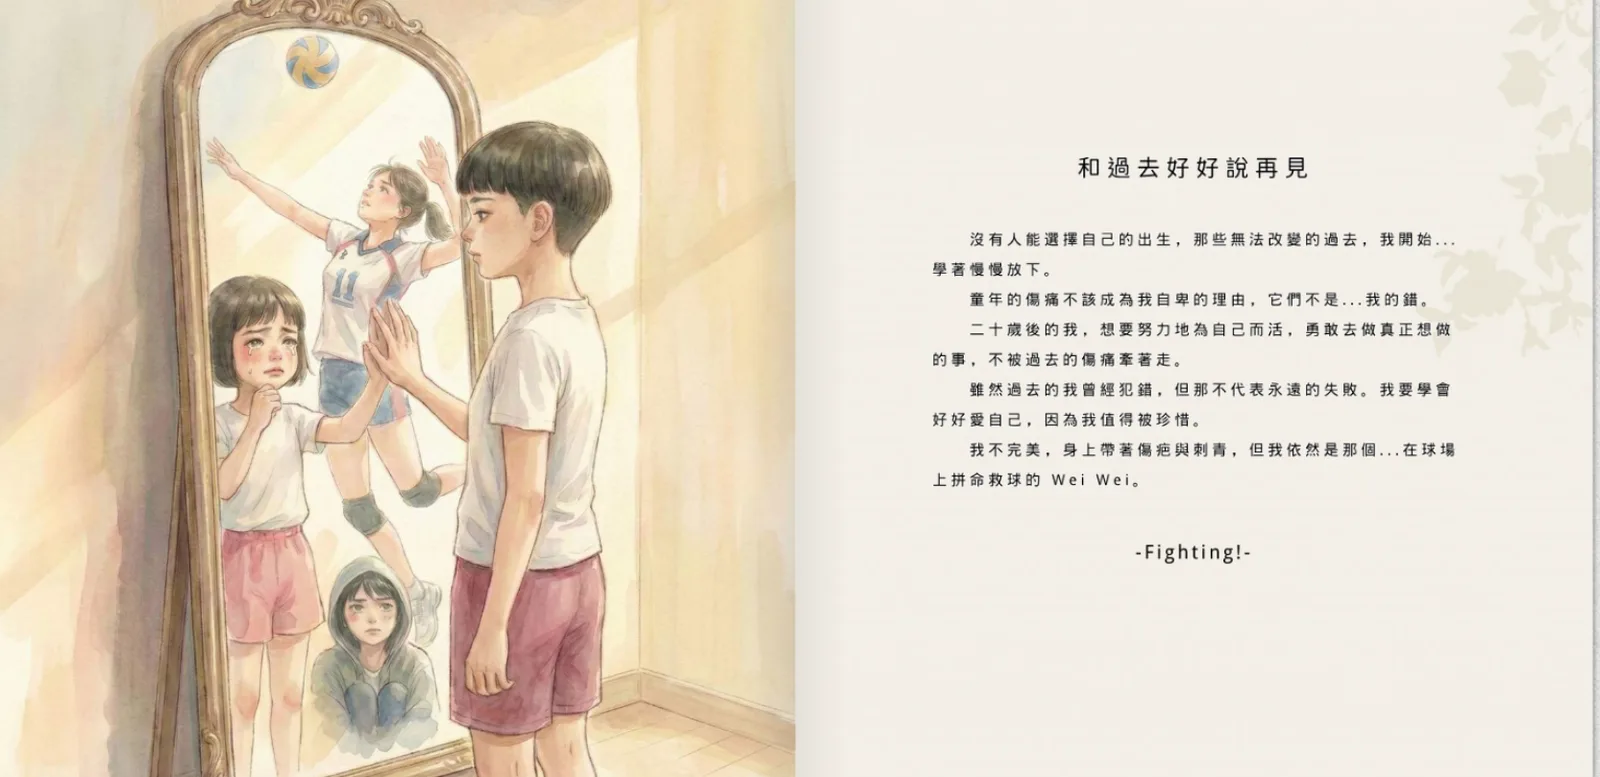 11
和過去好好說再見
沒有人能選擇自己的出生，那些無法改變的過去，我開始...
學著慢慢放下。
童年的傷痛不該成為我自卑的理由，它們不是...我的錯。
二十歲後的我，想要努力地為自己而活，勇敢去做真正想做
的事，不被過去的傷痛牽著走。
雖然過去的我曾經犯錯，但那不代表永遠的失敗。我要學會
好好愛自己，因為我值得被珍惜。
我不完美，身上帶著傷疤與刺青，但我依然是那個...在球場
上拼命救球的 Wei Wei。
-Fighting!-